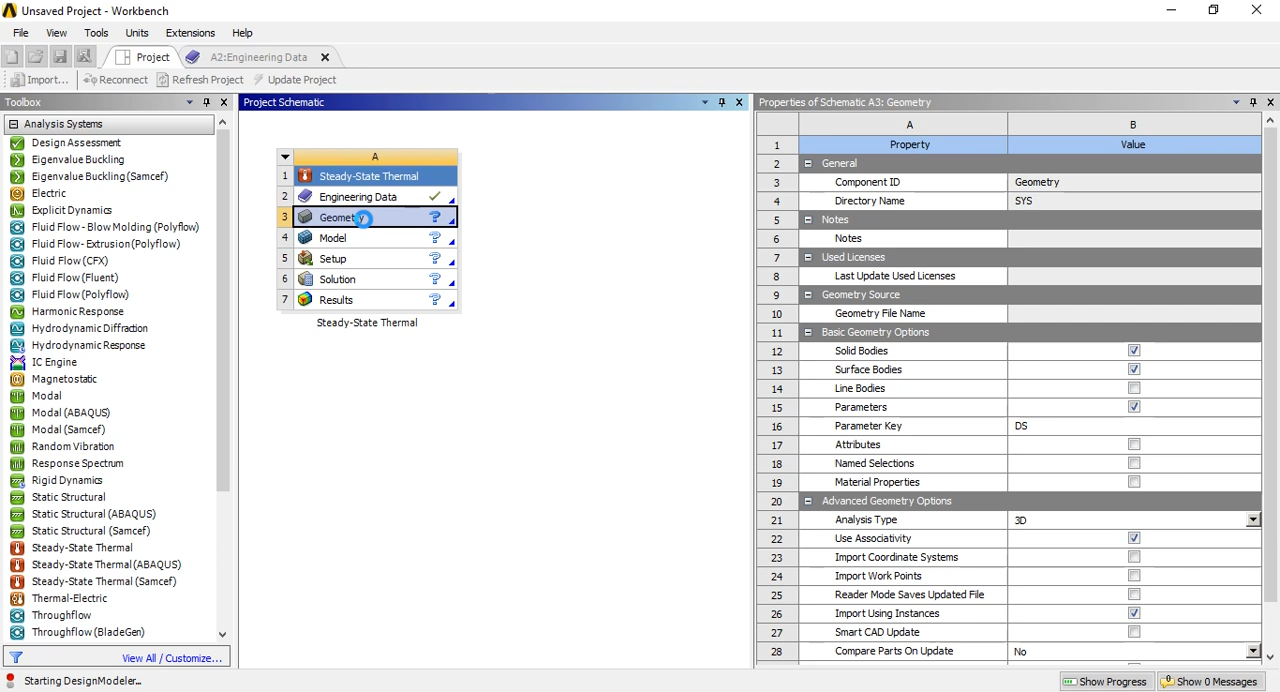 Unsaved Project - Workbench
File View Tools Units Extensions Help
Project A2:Engineering Data
Import... Reconnect Refresh Project Update Project
Toolbox
Analysis Systems
Design Assessment
Eigenvalue Buckling
Eigenvalue Buckling (Samcef)
Electric
Explicit Dynamics
Fluid Flow - Blow Molding (Polyflow)
Fluid Flow - Extrusion (Polyflow)
Fluid Flow (CFX)
Fluid Flow (Fluent)
Fluid Flow (Polyflow)
Harmonic Response
Hydrodynamic Diffraction
Hydrodynamic Response
IC Engine
Magnetostatic
Modal
Modal (ABAQUS)
Modal (Samcef)
Random Vibration
Response Spectrum
Rigid Dynamics
Static Structural
Static Structural (ABAQUS)
Static Structural (Samcef)
Steady-State Thermal
Steady-State Thermal (ABAQUS)
Steady-State Thermal (Samcef)
Thermal-Electric
Throughflow
Throughflow (BladeGen)
View All / Customize...
Starting DesignModeler...
Project Schematic
A
1 Steady-State Thermal
2 Engineering Data
3 Geometry ?
4 Model ?
5 Setup ?
6 Solution ?
7 Results ?
Steady-State Thermal
Properties of Schematic A3: Geometry
A B
1 Property Value
2 General
3 Component ID Geometry
4 Directory Name SYS
5 Notes
6 Notes
7 Used Licenses
8 Last Update Used Licenses
9 Geometry Source
10 Geometry File Name
11 Basic Geometry Options
12 Solid Bodies
13 Surface Bodies
14 Line Bodies
15 Parameters
16 Parameter Key DS
17 Attributes
18 Named Selections
19 Material Properties
20 Advanced Geometry Options
21 Analysis Type 3D
22 Use Associativity
23 Import Coordinate Systems
24 Import Work Points
25 Reader Mode Saves Updated File
26 Import Using Instances
27 Smart CAD Update
28 Compare Parts On Update No
Show Progress Show 0 Messages